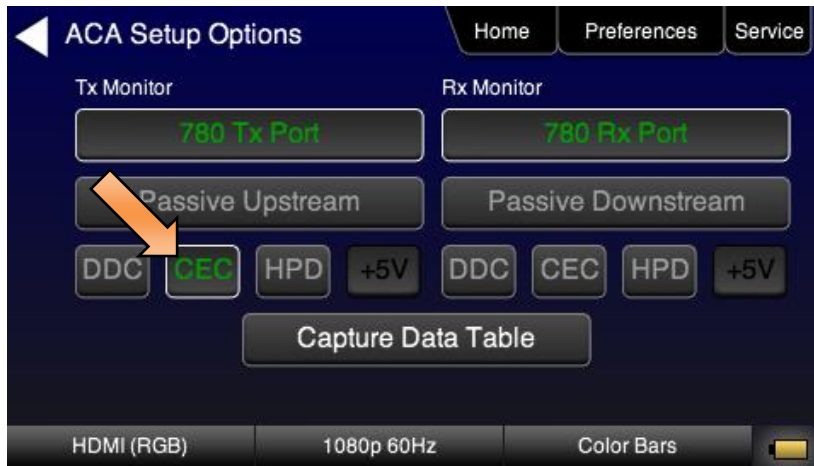 ACA Setup Options Home Preferences Service
Tx Monitor Rx Monitor
780 Tx Port 780 Rx Port
Passive Upstream Passive Downstream
DDC CEC HPD +5V DDC CEC HPD +5V
Capture Data Table
HDMI (RGB) 1080p 60Hz Color Bars